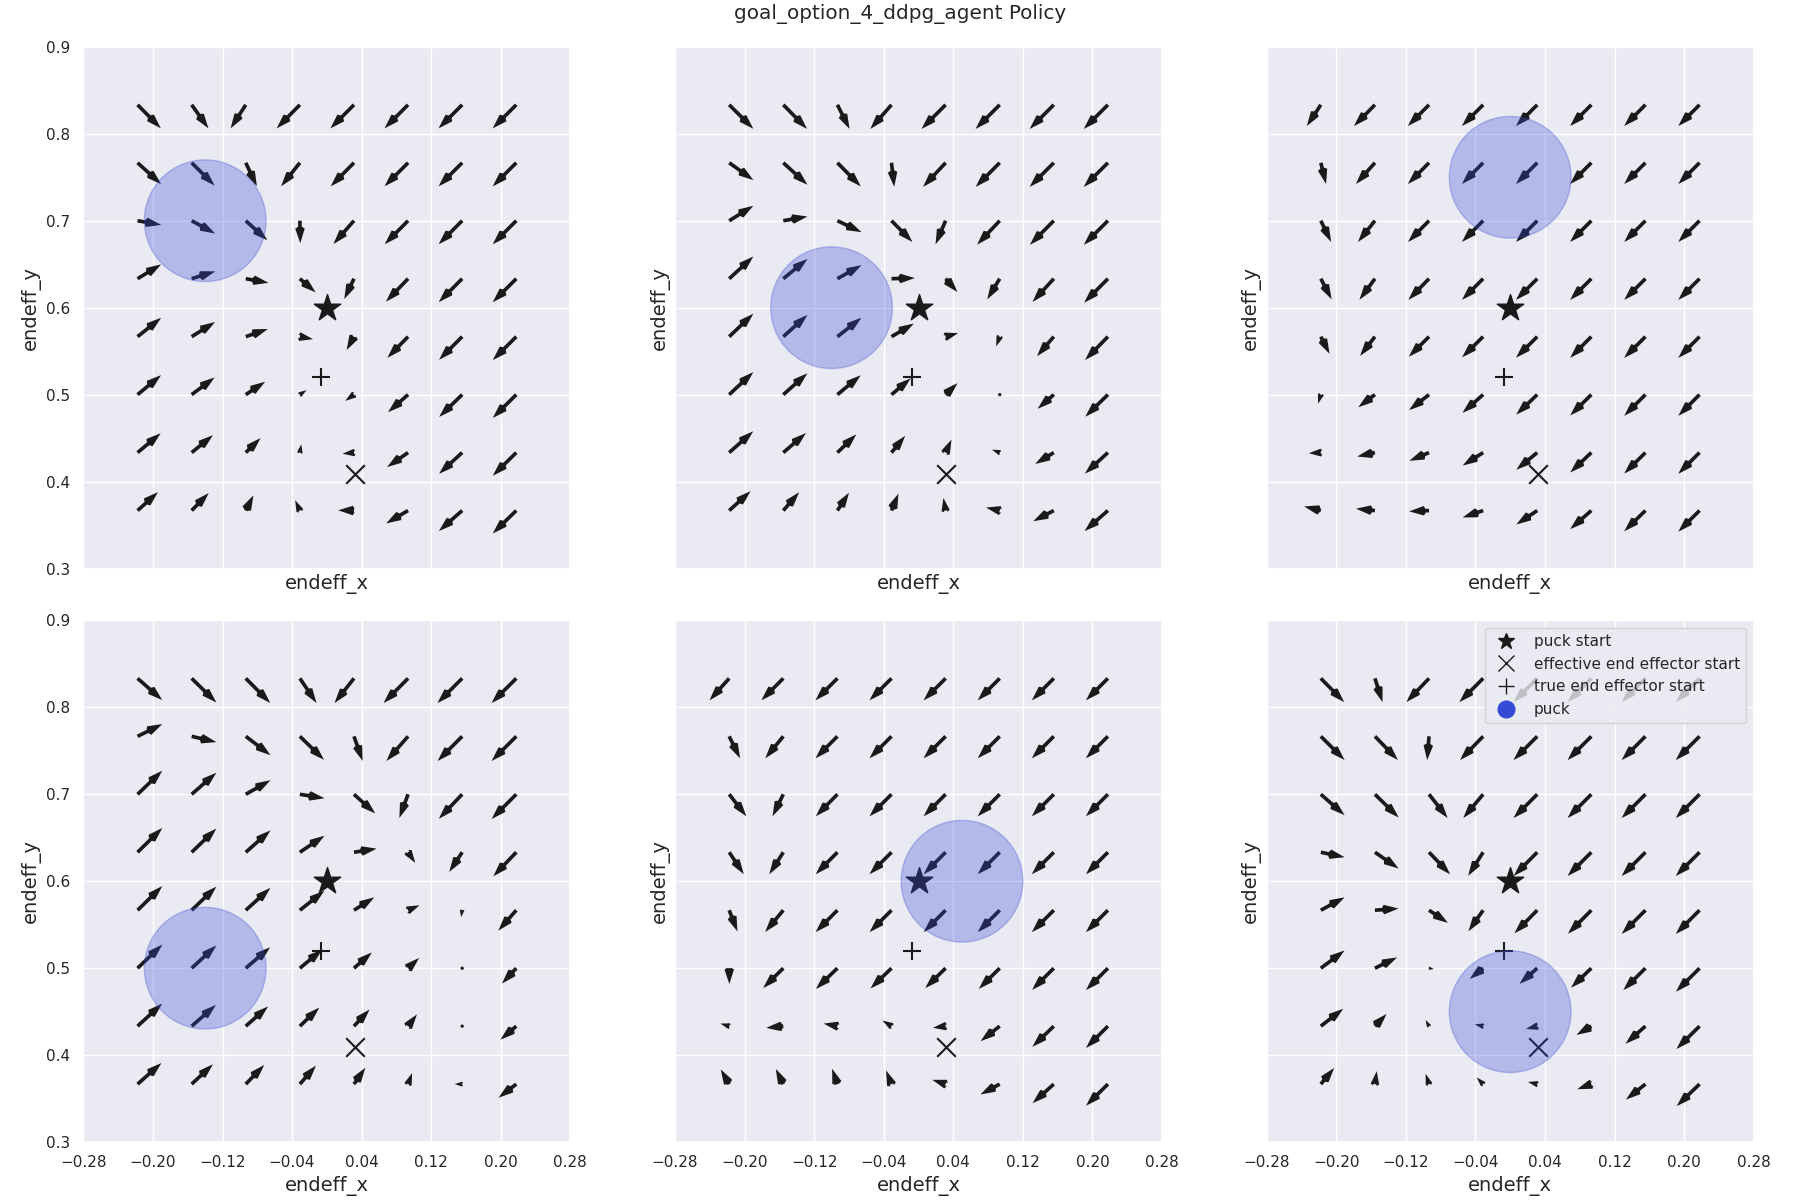 goal_option_4_ddpg_agent Policy
0.9
0.8
0.7
0.6
0.5
0.4
0.3
endeff_y
endeff_x
endeff_y
endeff_x
endeff_y
endeff_x
0.9
0.8
0.7
0.6
0.5
0.4
0.3
endeff_y
−0.28 −0.20 −0.12 −0.04 0.04 0.12 0.20 0.28
endeff_x
endeff_y
−0.28 −0.20 −0.12 −0.04 0.04 0.12 0.20 0.28
endeff_x
puck start
effective end effector start
true end effector start
puck
endeff_y
−0.28 −0.20 −0.12 −0.04 0.04 0.12 0.20 0.28
endeff_x